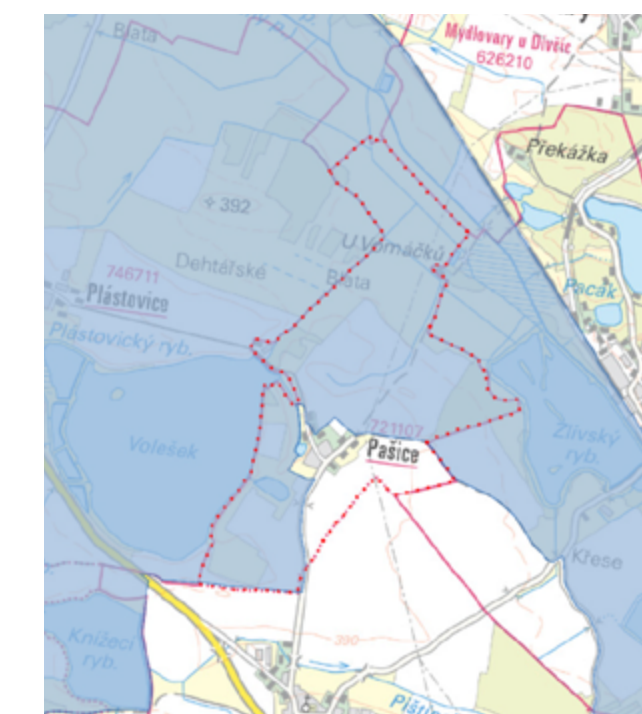 Blata
Mydlovary u Dívčic
626210
Překážka
392
U Vomáčků
Dehtářské
Blata
746711
Plástovice
Pacák
Plástovický ryb.
Volešek
721107
Pašice
Zlivský
ryb.
Křese
Knížecí
ryb.
390